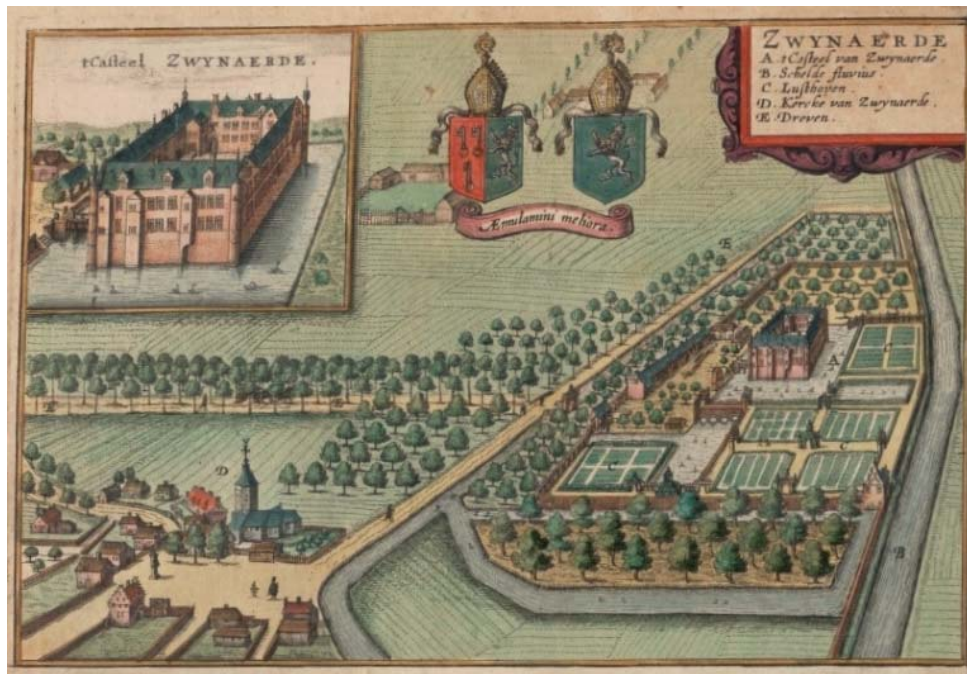 t'Casteel ZWYNAERDE.
Æmulamini meliora.
ZWYNAERDE
A. t'Casteel van Zwynaerde
B. Schelde fluvius.
C. Lusthoven.
D. Kercke van Zwynaerde.
E. Dreven.
E
D
A
C
C
C
B
D
E